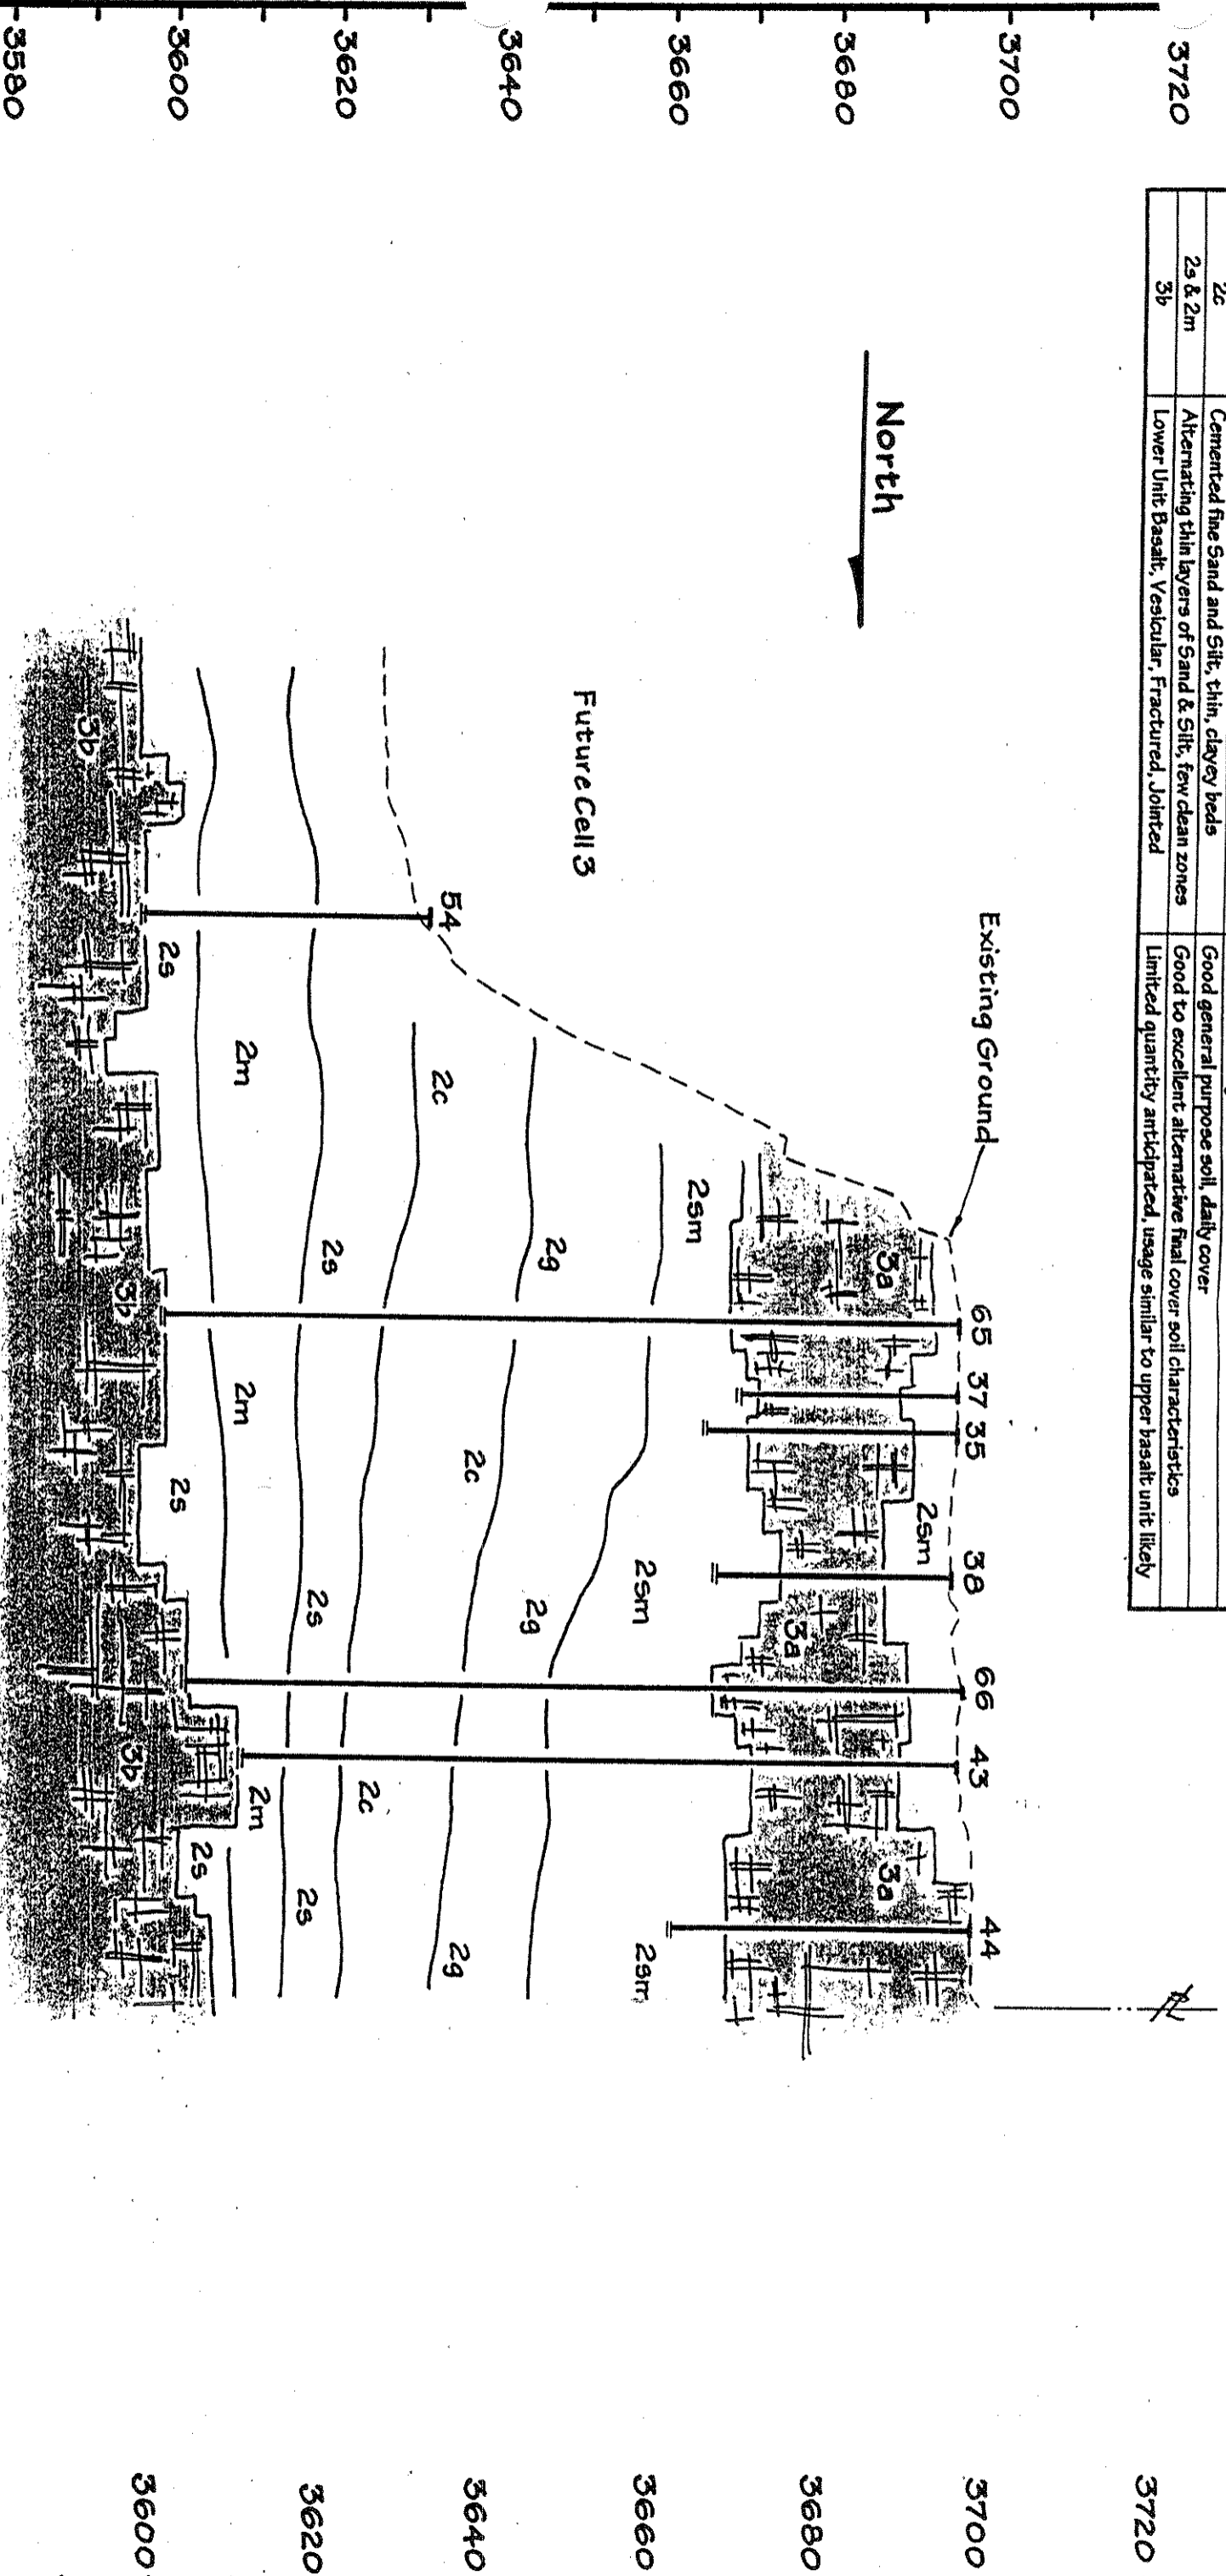 2c Cemented fine Sand and Silt, thin, clayey beds Good general purpose soil, daily cover
2s & 2m Alternating thin layers of Sand & Silt, few clean zones Good to excellent alternative final cover soil characteristics
3b Lower Unit Basalt, Vesicular, Fractured, Jointed Limited quantity anticipated, usage similar to upper basalt unit likely
3720
3700
3680
3660
3640
3620
3600
3580
North
Future Cell 3
Existing Ground
54
65
37
35
38
66
43
44
PL
3a
2sm
3a
3a
2sm
2sm
2sm
2g
2g
2g
2c
2c
2c
2s
2s
2s
2m
2m
2m
2s
2s
2s
3b
3b
3b
3720
3700
3680
3660
3640
3620
3600